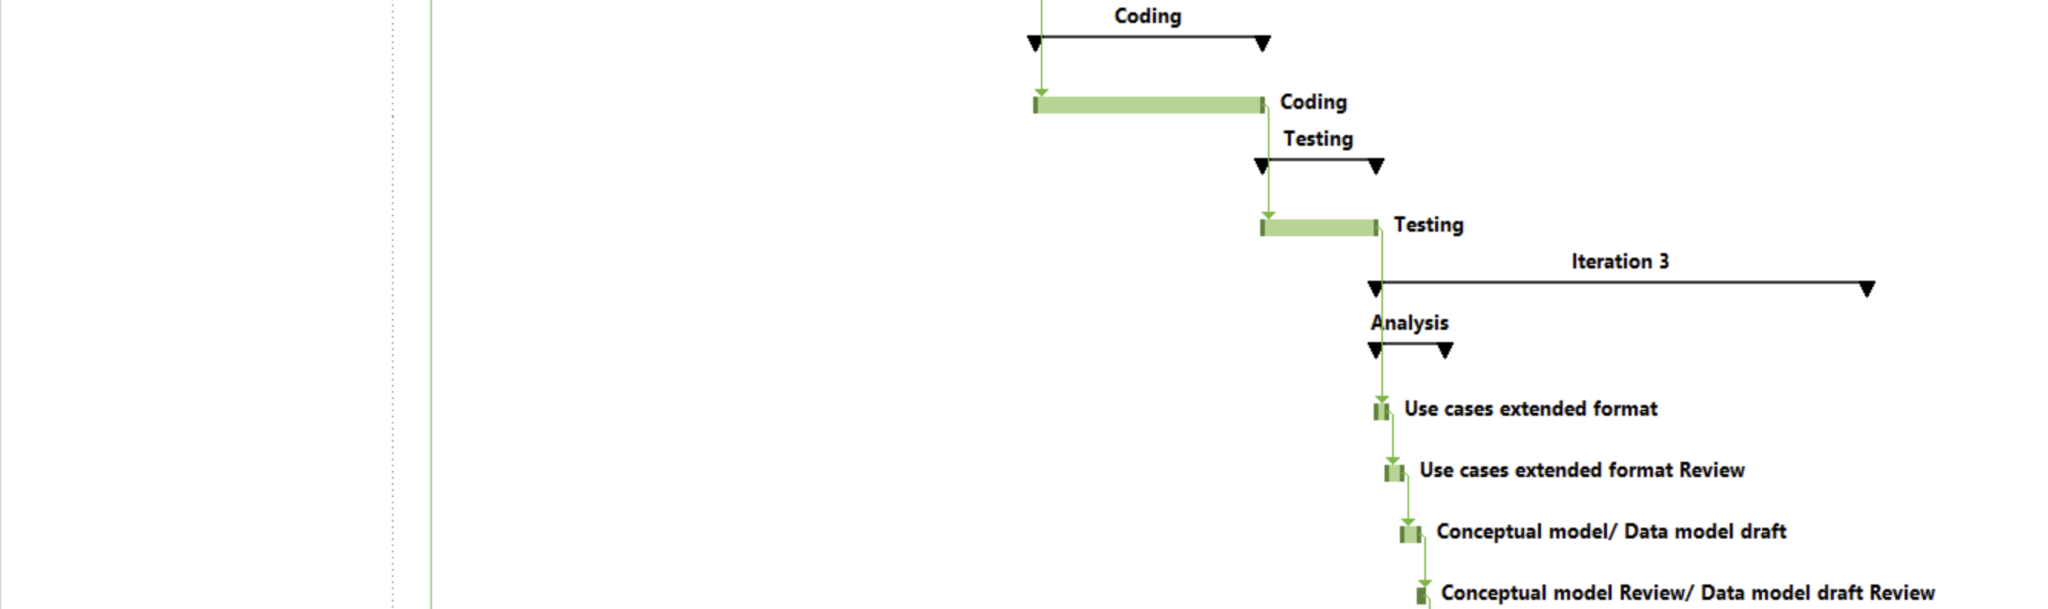 Coding
Coding
Testing
Testing
Iteration 3
Analysis
Use cases extended format
Use cases extended format Review
Conceptual model/ Data model draft
Conceptual model Review/ Data model draft Review